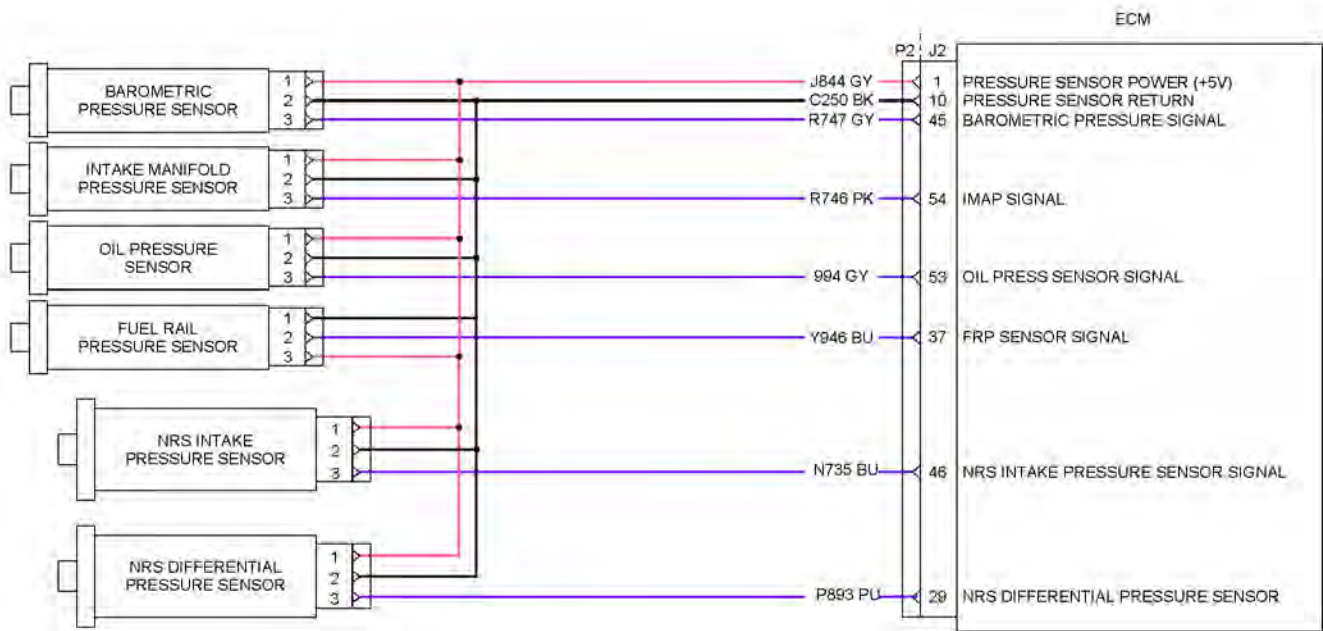 ECM
P2 J2
BAROMETRIC
PRESSURE SENSOR
1
2
3
J844 GY
C250 BK
R747 GY
1 PRESSURE SENSOR POWER (+5V)
10 PRESSURE SENSOR RETURN
45 BAROMETRIC PRESSURE SIGNAL
INTAKE MANIFOLD
PRESSURE SENSOR
1
2
3
R746 PK
54 IMAP SIGNAL
OIL PRESSURE
SENSOR
1
2
3
994 GY
53 OIL PRESS SENSOR SIGNAL
FUEL RAIL
PRESSURE SENSOR
1
2
3
Y946 BU
37 FRP SENSOR SIGNAL
NRS INTAKE
PRESSURE SENSOR
1
2
3
N735 BU
46 NRS INTAKE PRESSURE SENSOR SIGNAL
NRS DIFFERENTIAL
PRESSURE SENSOR
1
2
3
P893 PU
29 NRS DIFFERENTIAL PRESSURE SENSOR